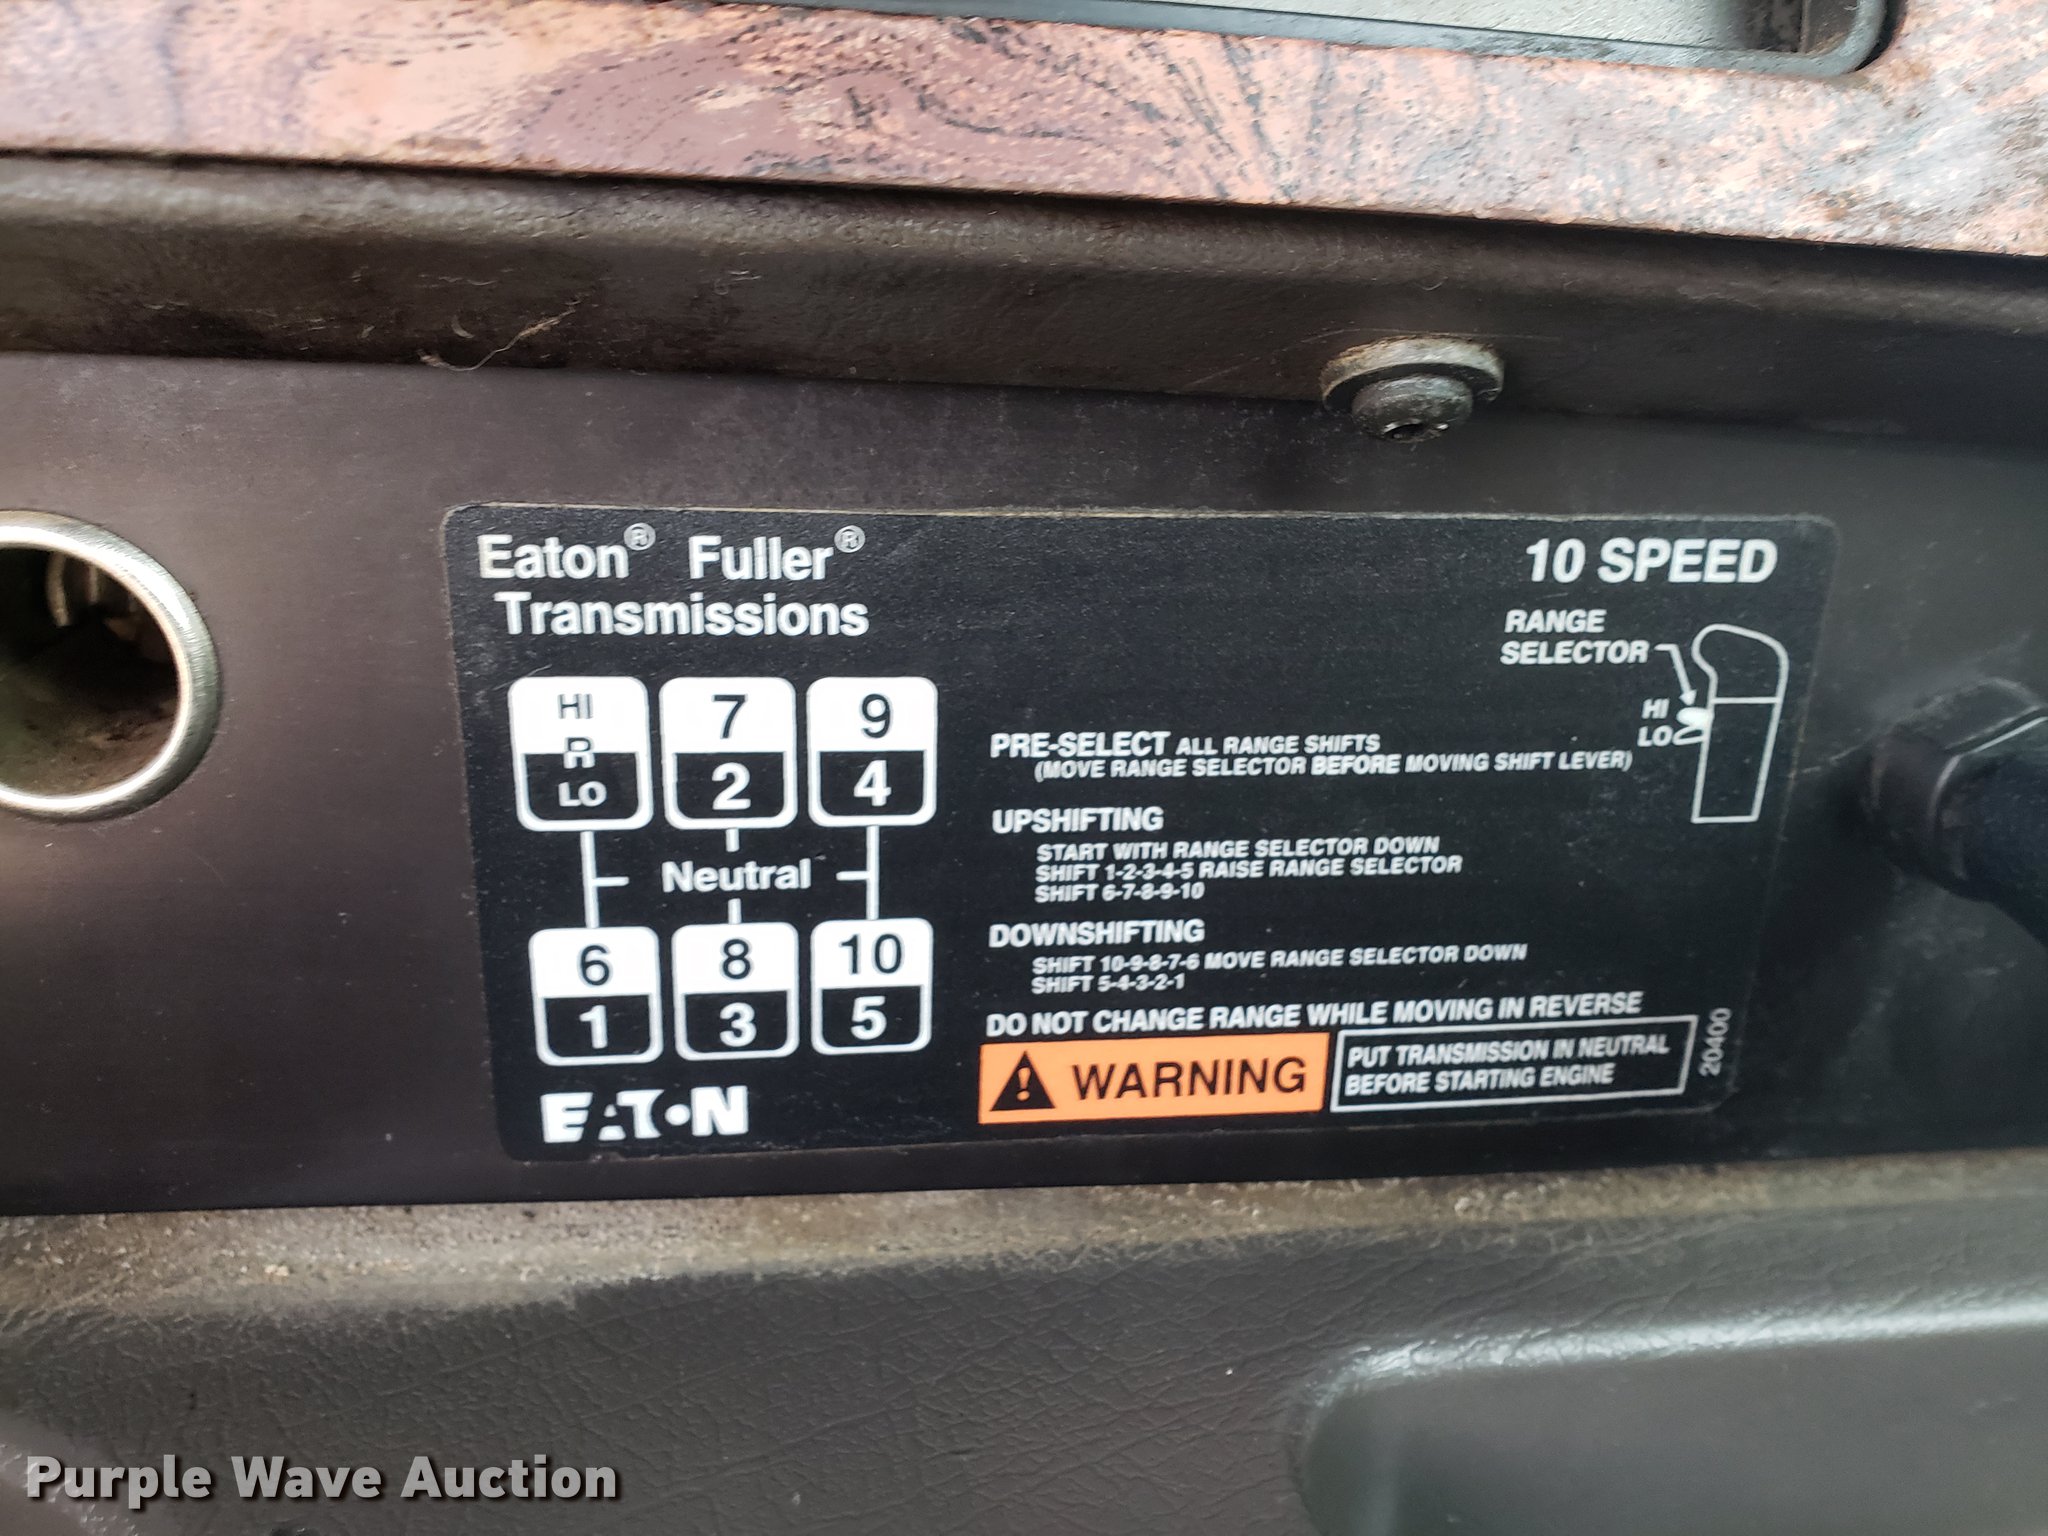 Eaton® Fuller®
Transmissions
10 SPEED
RANGE
SELECTOR
HI
LO
HI
R
LO
7
2
9
4
Neutral
6
1
8
3
10
5
EATON
PRE-SELECT ALL RANGE SHIFTS
(MOVE RANGE SELECTOR BEFORE MOVING SHIFT LEVER)
UPSHIFTING
START WITH RANGE SELECTOR DOWN
SHIFT 1-2-3-4-5 RAISE RANGE SELECTOR
SHIFT 6-7-8-9-10
DOWNSHIFTING
SHIFT 10-9-8-7-6 MOVE RANGE SELECTOR DOWN
SHIFT 5-4-3-2-1
DO NOT CHANGE RANGE WHILE MOVING IN REVERSE
WARNING
PUT TRANSMISSION IN NEUTRAL
BEFORE STARTING ENGINE
20400
Purple Wave Auction